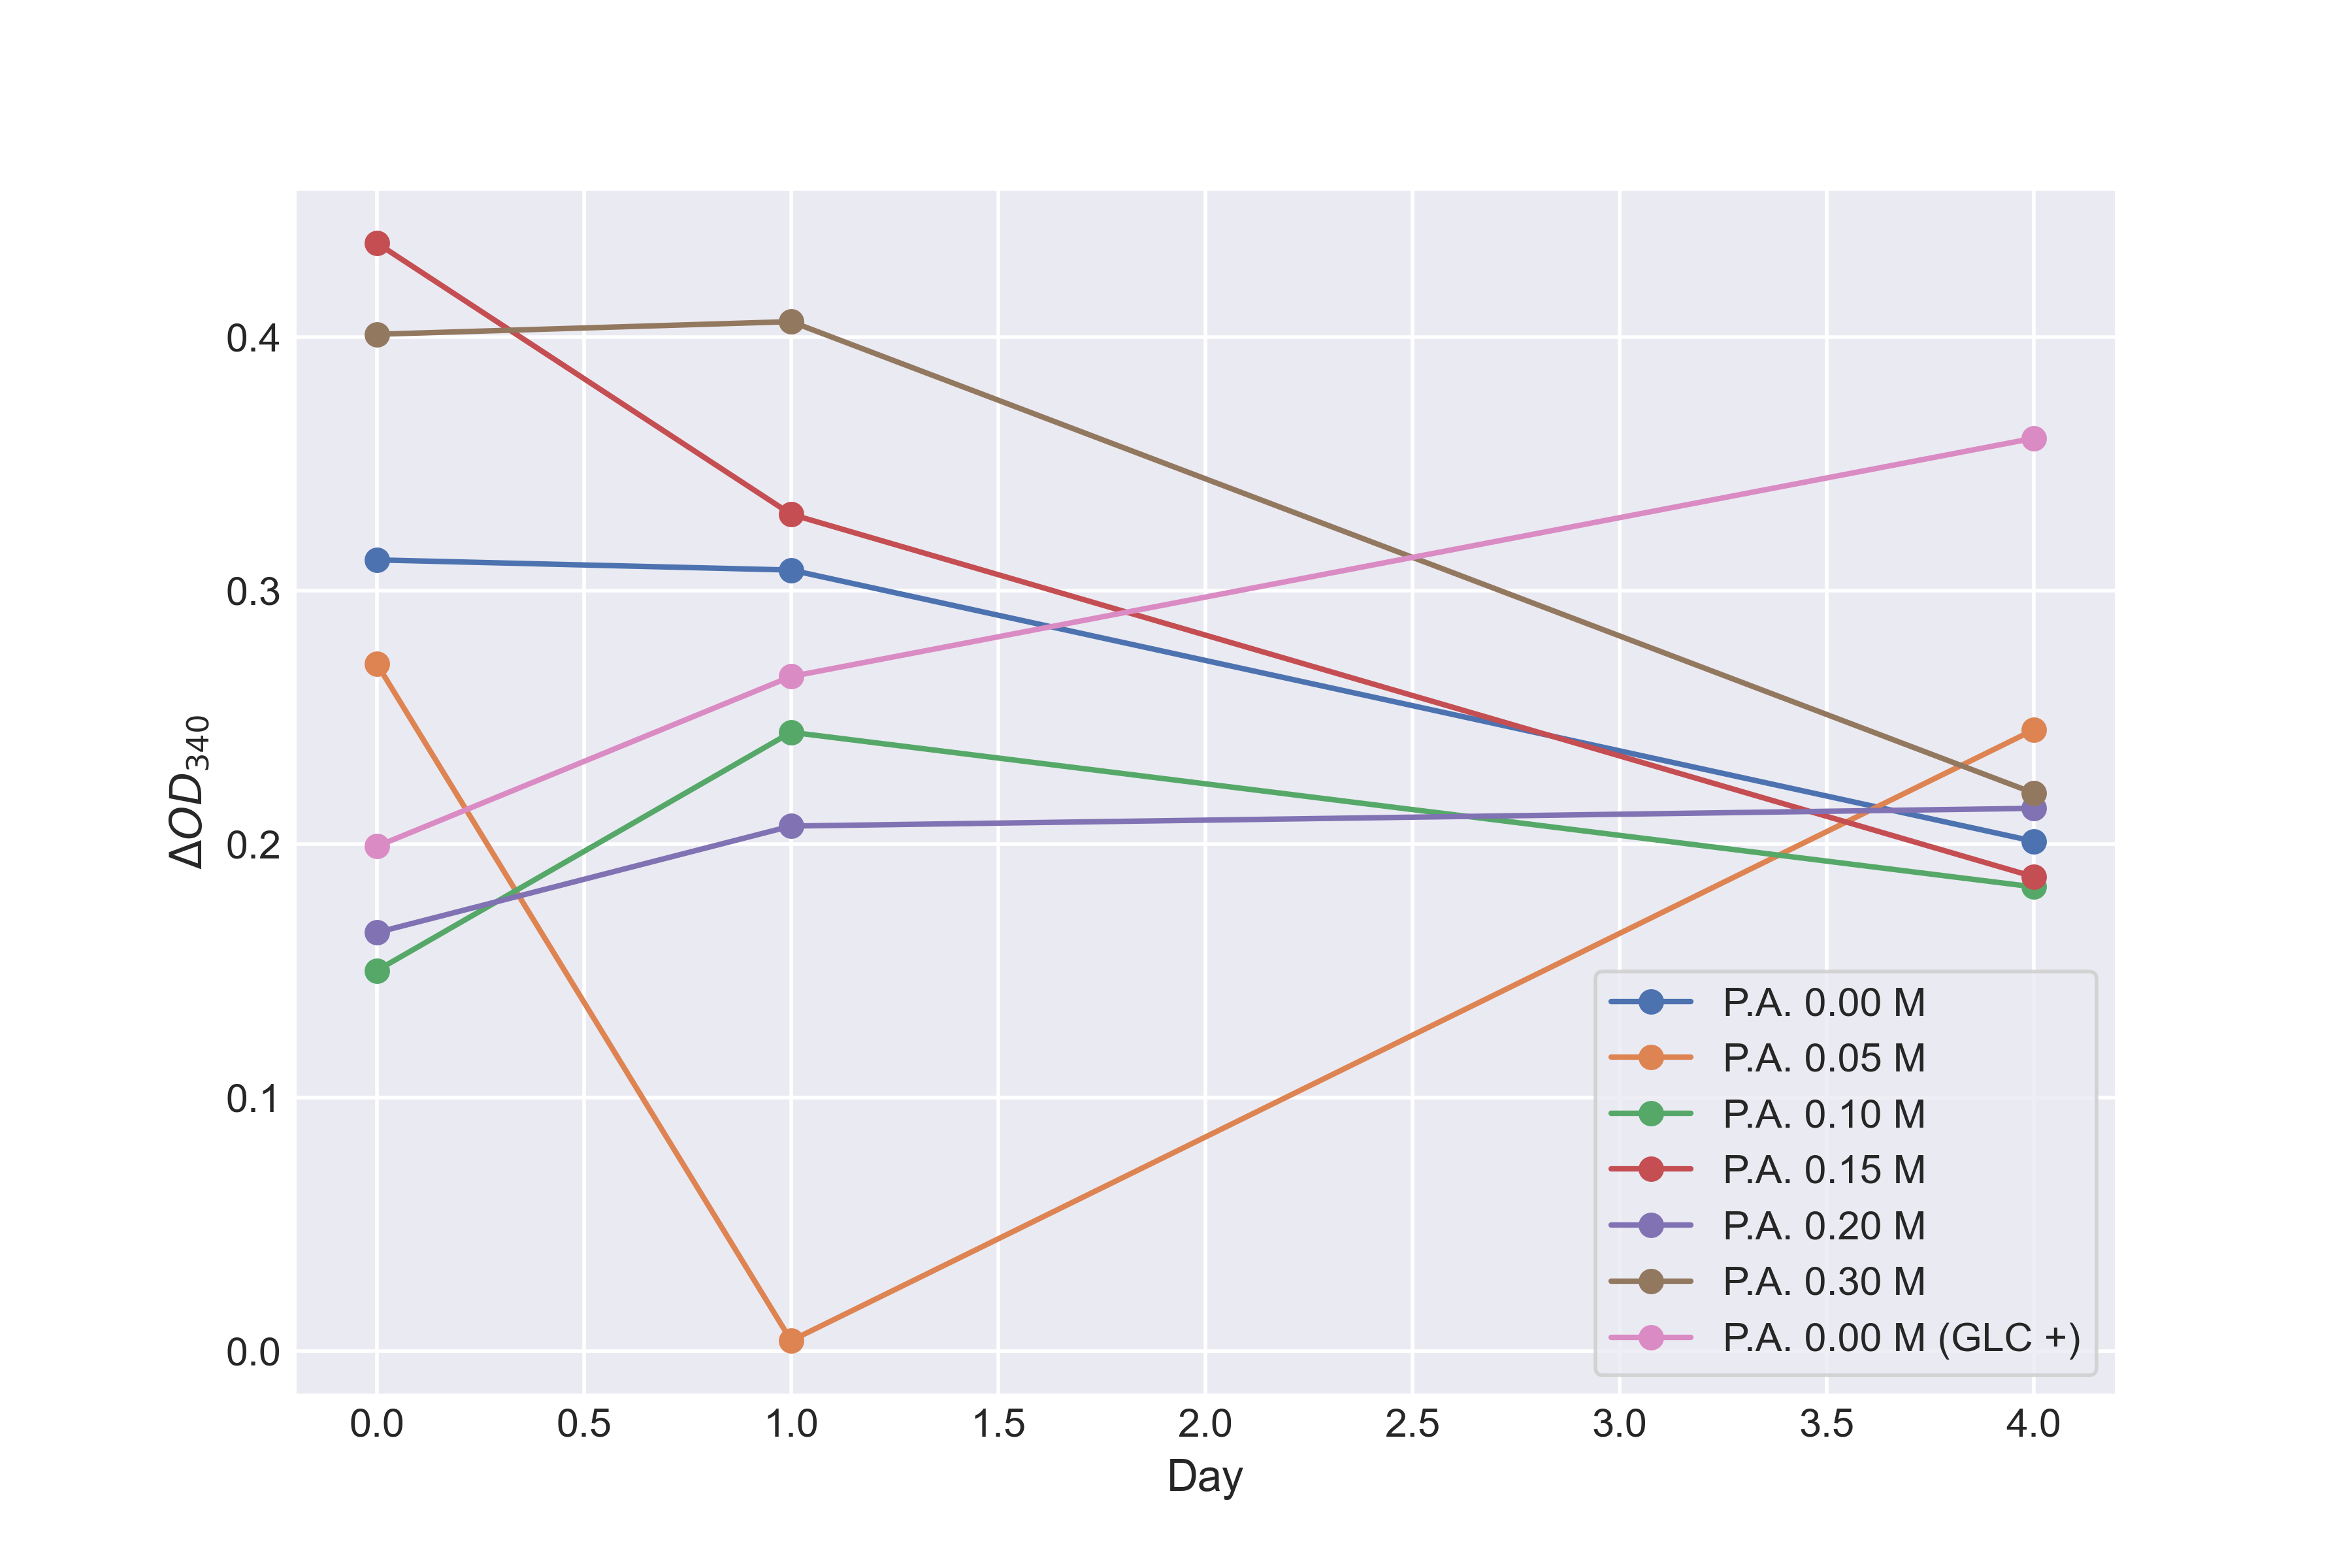 0.4
0.3
0.2
0.1
0.0
ΔOD₃₄₀
0.0 0.5 1.0 1.5 2.0 2.5 3.0 3.5 4.0
Day
P.A. 0.00 M
P.A. 0.05 M
P.A. 0.10 M
P.A. 0.15 M
P.A. 0.20 M
P.A. 0.30 M
P.A. 0.00 M (GLC +)